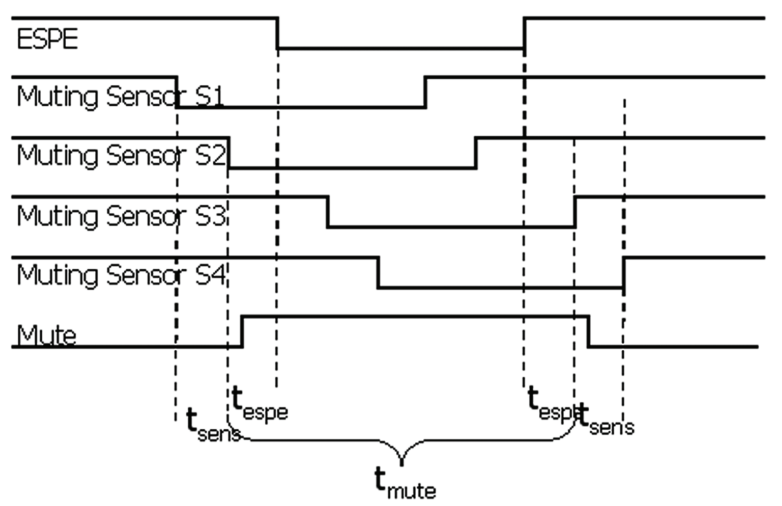 ESPE
Muting Sensor S1
Muting Sensor S2
Muting Sensor S3
Muting Sensor S4
Mute
tespe tespe
tsens tsens
tmute